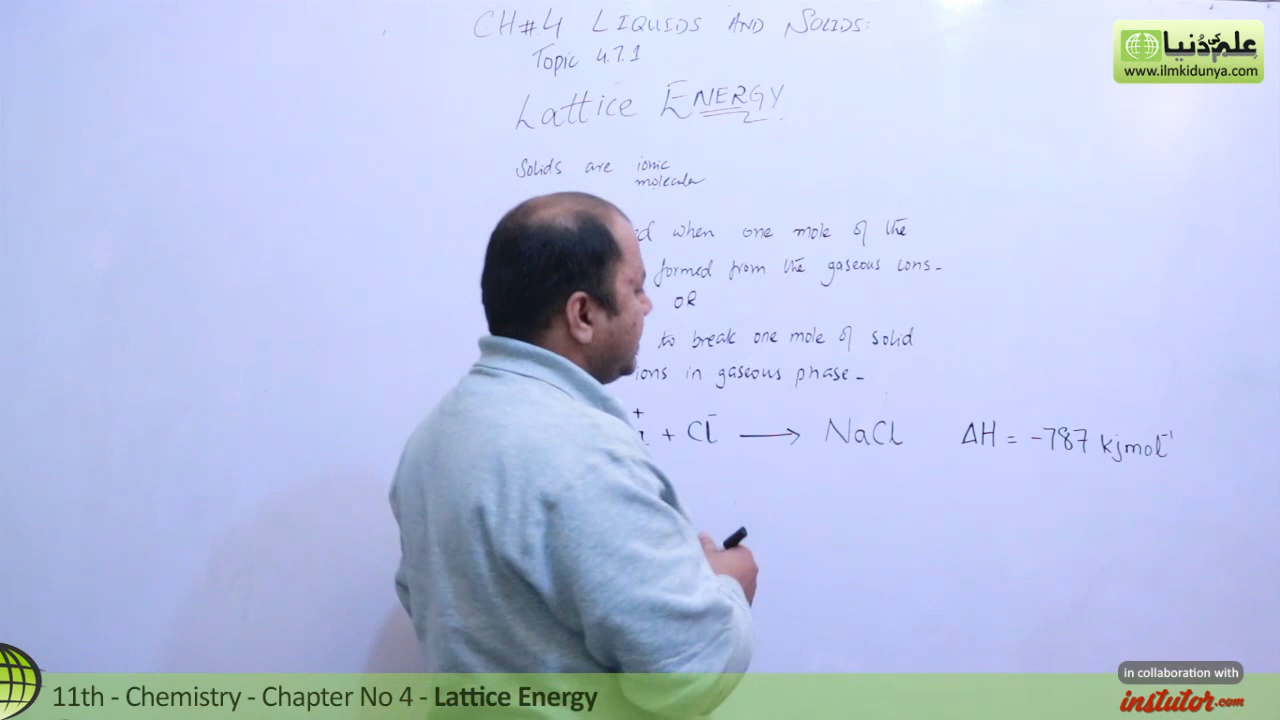 CH#4 LIQUIDS AND SOLIDS:
Topic 4.7.1
Lattice ENERGY
Solids are ionic
molecular
when one mole of the
formed from the gaseous ions-
OR
to break one mole of solid
ions in gaseous phase-
+ Cl⁻ → NaCl ΔH = -787 kjmol⁻¹
علم کی دنیا
www.ilmkidunya.com
11th - Chemistry - Chapter No 4 - Lattice Energy
in collaboration with
instutor.com